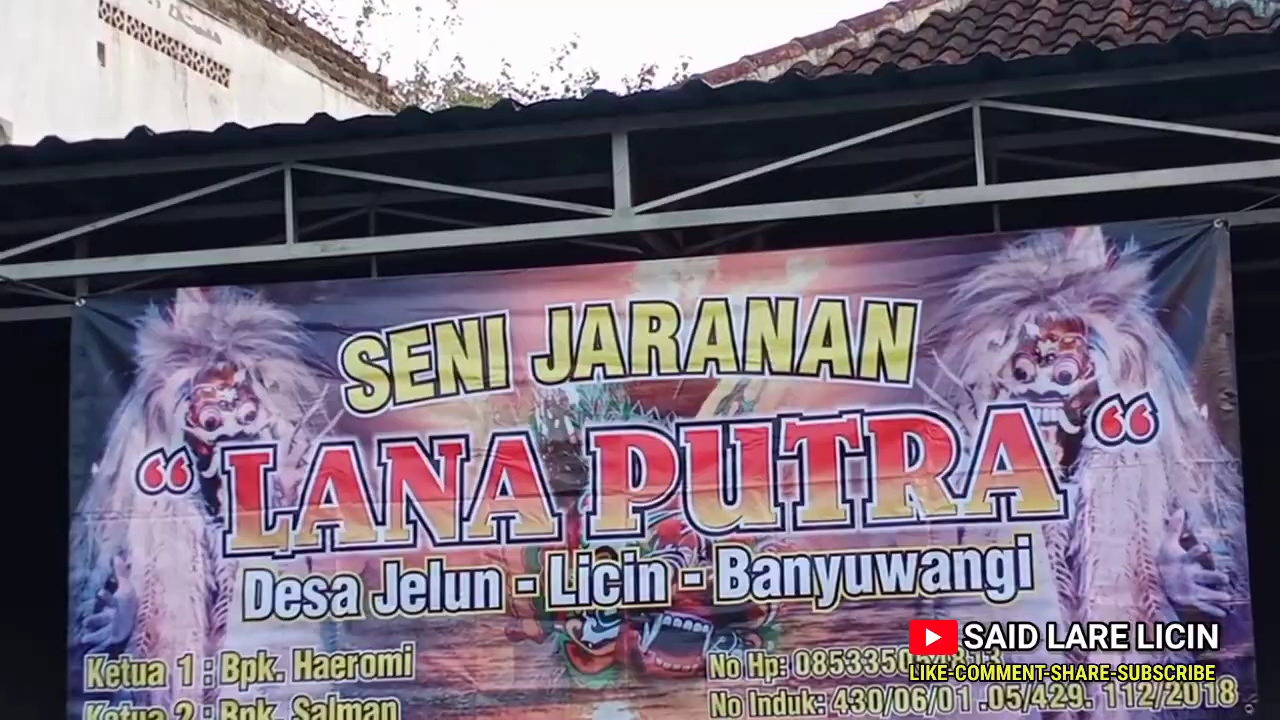 SENI JARANAN
“ LANA PUTRA “
Desa Jelun - Licin - Banyuwangi
Ketua 1 : Bpk. Haeromi
Ketua 2 : Bpk. Salman
No Hp:
No Induk: 430/06/01 .05/429. 112/2018
SAID LARE LICIN
LIKE-COMMENT-SHARE-SUBSCRIBE